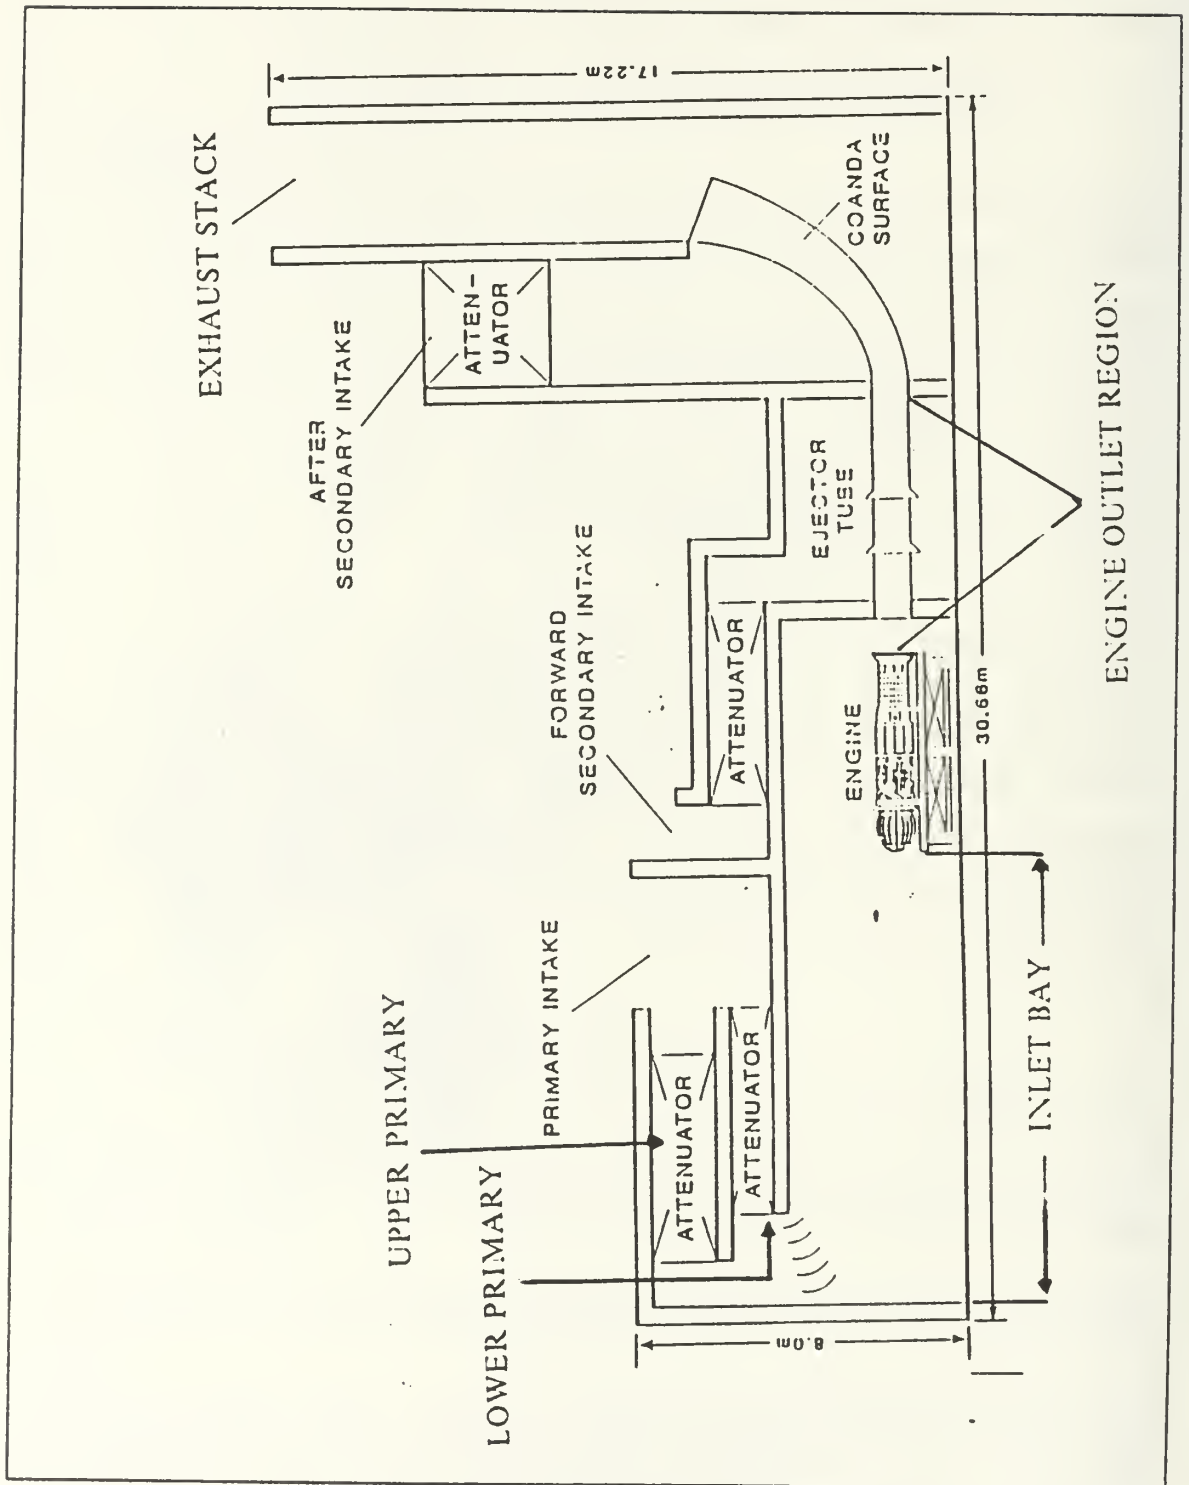 17.22m
EXHAUST STACK
COANDA
SURFACE
ATTEN-
UATOR
AFTER
SECONDARY INTAKE
EJECTOR
TUBE
ENGINE OUTLET REGION
FORWARD
SECONDARY INTAKE
ATTENUATOR
ENGINE
30.66m
PRIMARY INTAKE
UPPER PRIMARY
ATTENUATOR
ATTENUATOR
INLET BAY
LOWER PRIMARY
8.0m